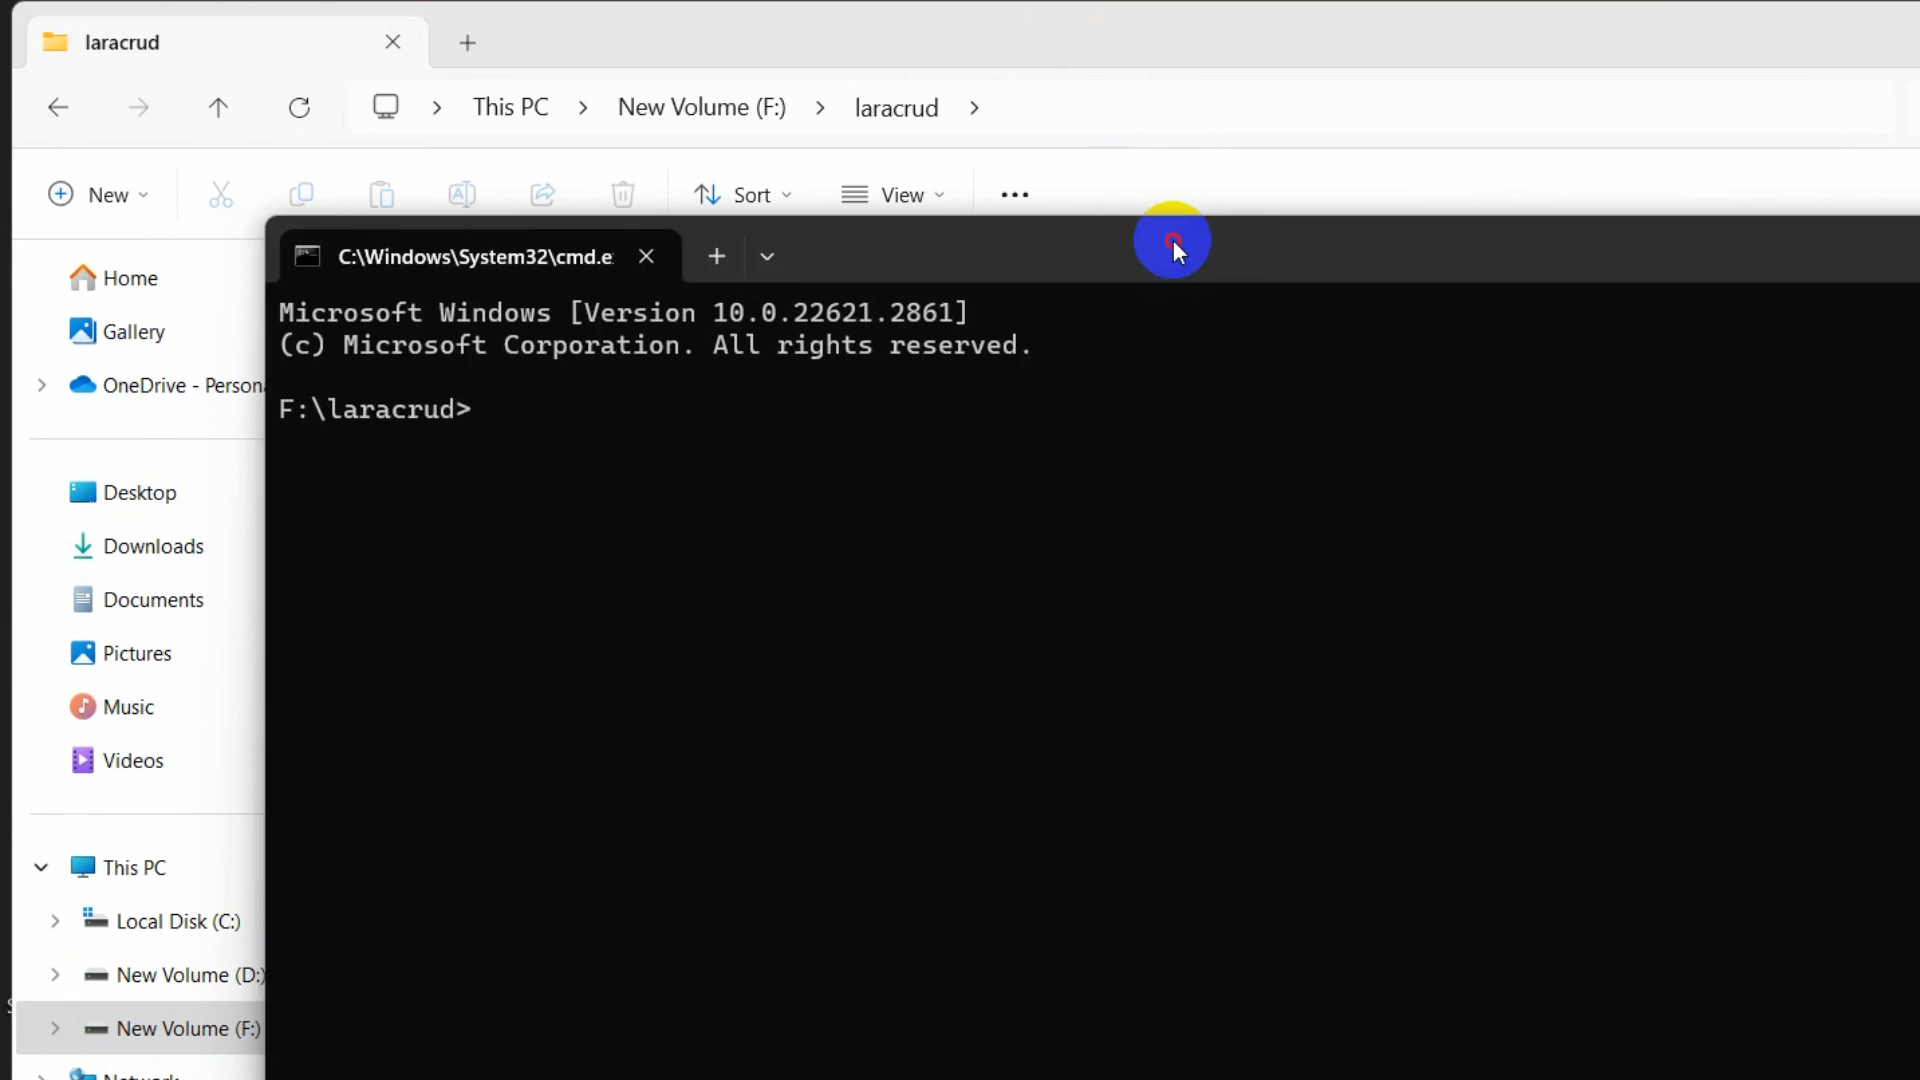 laracrud
This PC > New Volume (F:) > laracrud >
New
Sort
View
C:\Windows\System32\cmd.e
Microsoft Windows [Version 10.0.22621.2861]
(c) Microsoft Corporation. All rights reserved.
F:\laracrud>
Home
Gallery
OneDrive - Persona
Desktop
Downloads
Documents
Pictures
Music
Videos
This PC
Local Disk (C:)
New Volume (D:)
New Volume (F:)
Network